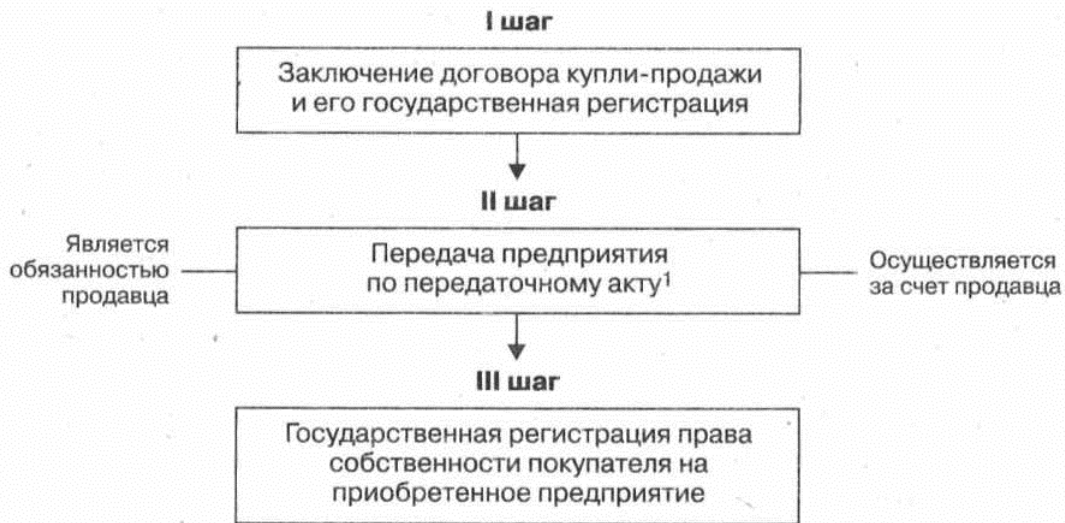 I шаг
Заключение договора купли-продажи
и его государственная регистрация
II шаг
Является
обязанностью
продавца
Передача предприятия
по передаточному акту¹
Осуществляется
за счет продавца
III шаг
Государственная регистрация права
собственности покупателя на
приобретенное предприятие